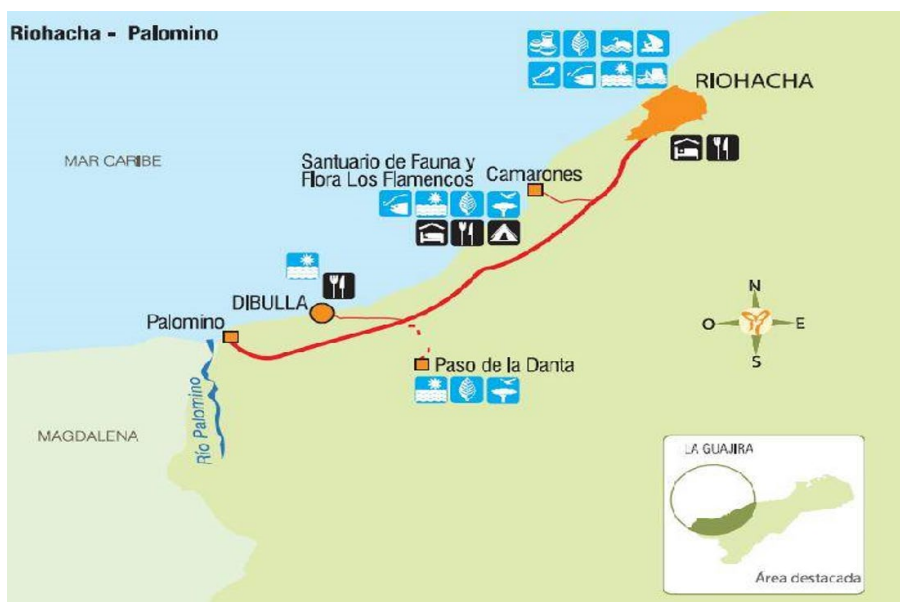 Riohacha - Palomino
RIOHACHA
MAR CARIBE
Santuario de Fauna y
Flora Los Flamencos
Camarones
DIBULLA
Palomino
Paso de la Danta
Río Palomino
MAGDALENA
N
O
E
S
LA GUAJIRA
Área destacada